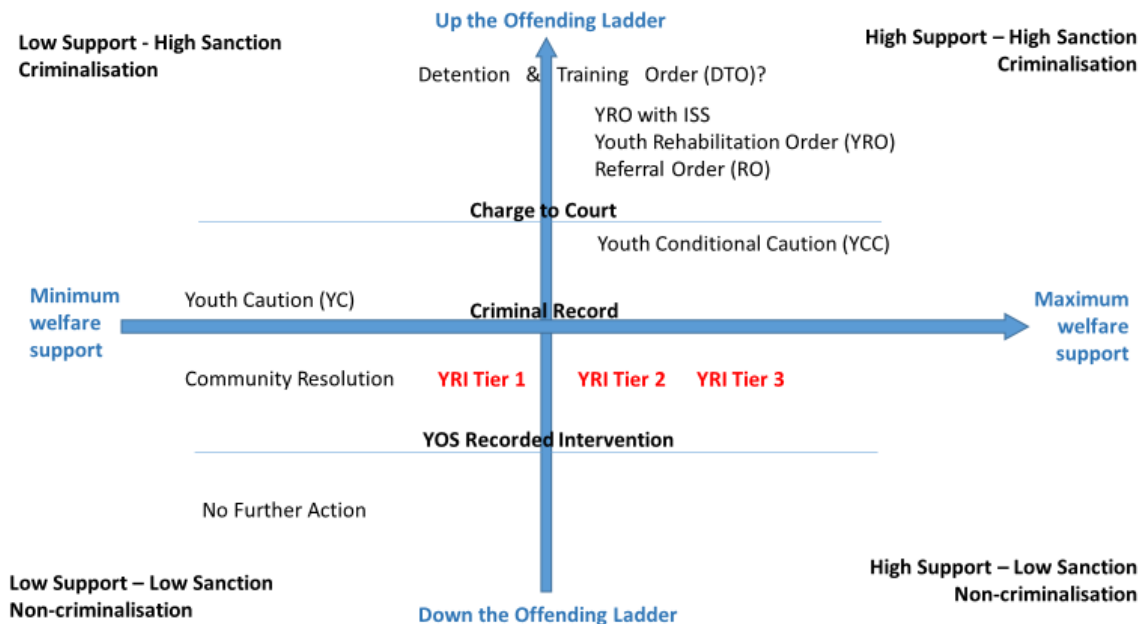 Up the Offending Ladder
Low Support - High Sanction
Criminalisation
High Support – High Sanction
Criminalisation
Detention & Training Order (DTO)?
YRO with ISS
Youth Rehabilitation Order (YRO)
Referral Order (RO)
Charge to Court
Youth Conditional Caution (YCC)
Minimum
welfare
support
Youth Caution (YC)
Criminal Record
Maximum
welfare
support
Community Resolution
YRI Tier 1
YRI Tier 2
YRI Tier 3
YOS Recorded Intervention
No Further Action
Low Support – Low Sanction
Non-criminalisation
High Support – Low Sanction
Non-criminalisation
Down the Offending Ladder